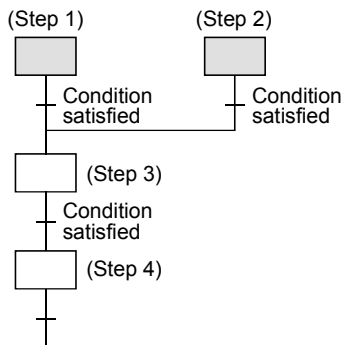 (Step 1)
(Step 2)
Condition
satisfied
Condition
satisfied
(Step 3)
Condition
satisfied
(Step 4)